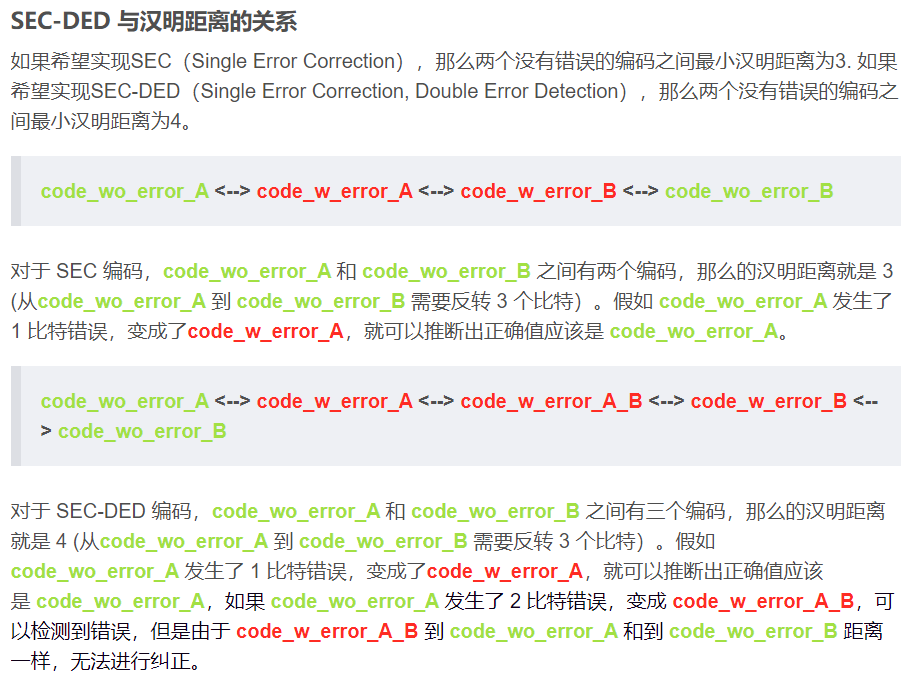 SEC-DED 与汉明距离的关系
如果希望实现SEC（Single Error Correction），那么两个没有错误的编码之间最小汉明距离为3. 如果
希望实现SEC-DED（Single Error Correction, Double Error Detection），那么两个没有错误的编码之
间最小汉明距离为4。
code_wo_error_A <--> code_w_error_A <--> code_w_error_B <--> code_wo_error_B
对于 SEC 编码，code_wo_error_A 和 code_wo_error_B 之间有两个编码，那么的汉明距离就是 3
(从code_wo_error_A 到 code_wo_error_B 需要反转 3 个比特）。假如 code_wo_error_A 发生了
1 比特错误，变成了code_w_error_A，就可以推断出正确值应该是 code_wo_error_A。
code_wo_error_A <--> code_w_error_A <--> code_w_error_A_B <--> code_w_error_B <--
> code_wo_error_B
对于 SEC-DED 编码，code_wo_error_A 和 code_wo_error_B 之间有三个编码，那么的汉明距离
就是 4 (从code_wo_error_A 到 code_wo_error_B 需要反转 3 个比特）。假如
code_wo_error_A 发生了 1 比特错误，变成了code_w_error_A，就可以推断出正确值应该
是 code_wo_error_A，如果 code_wo_error_A 发生了 2 比特错误，变成 code_w_error_A_B，可
以检测到错误，但是由于 code_w_error_A_B 到 code_wo_error_A 和到 code_wo_error_B 距离
一样，无法进行纠正。